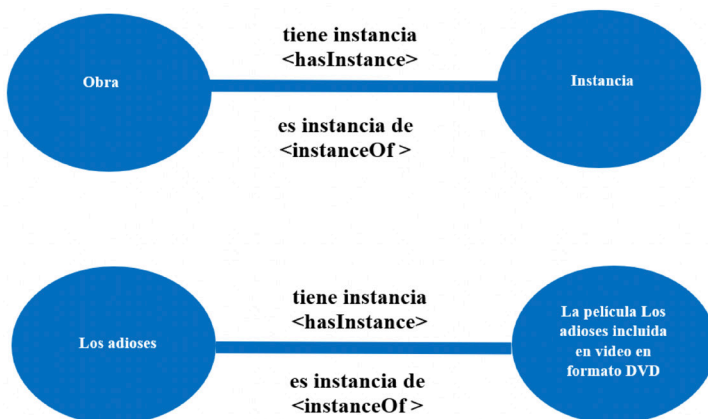 tiene instancia
<hasInstance>
Obra
Instancia
es instancia de
<instanceOf >
tiene instancia
<hasInstance>
Los adioses
La película Los
adioses incluida
en video en
formato DVD
es instancia de
<instanceOf >